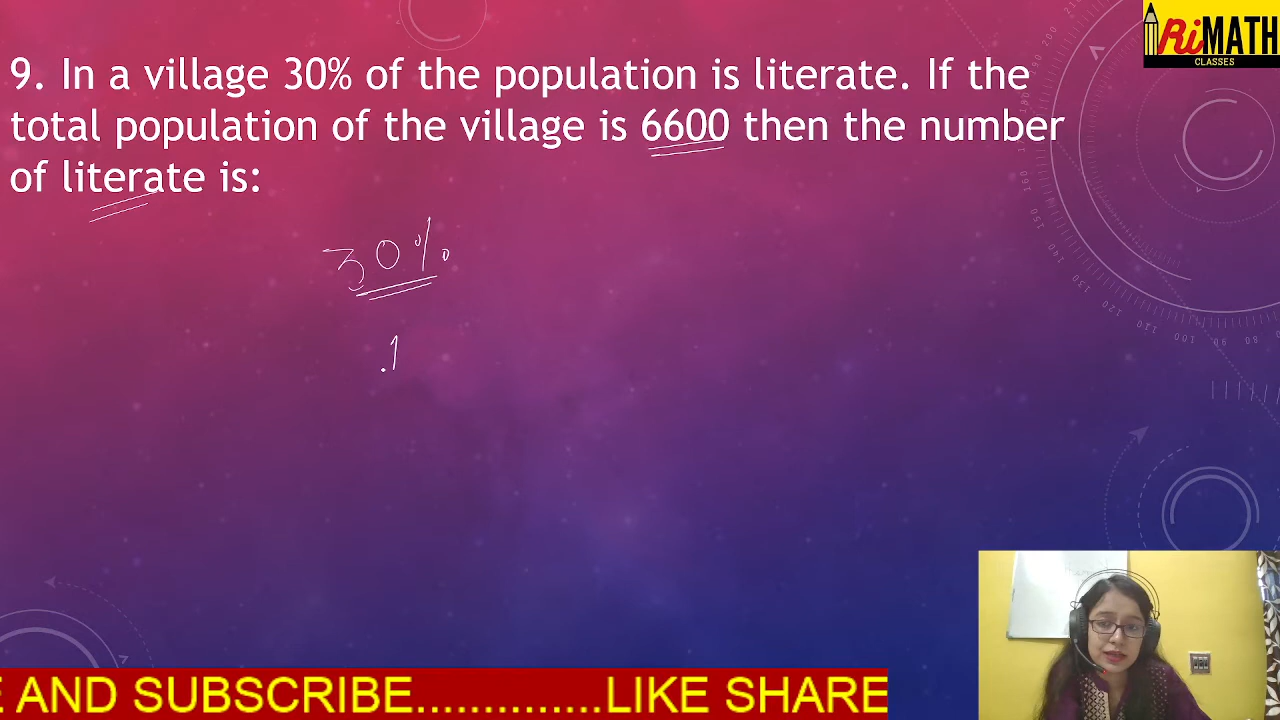 RiMATH
CLASSES
9. In a village 30% of the population is literate. If the
total population of the village is 6600 then the number
of literate is:
30%
.1
E AND SUBSCRIBE..............LIKE SHARE